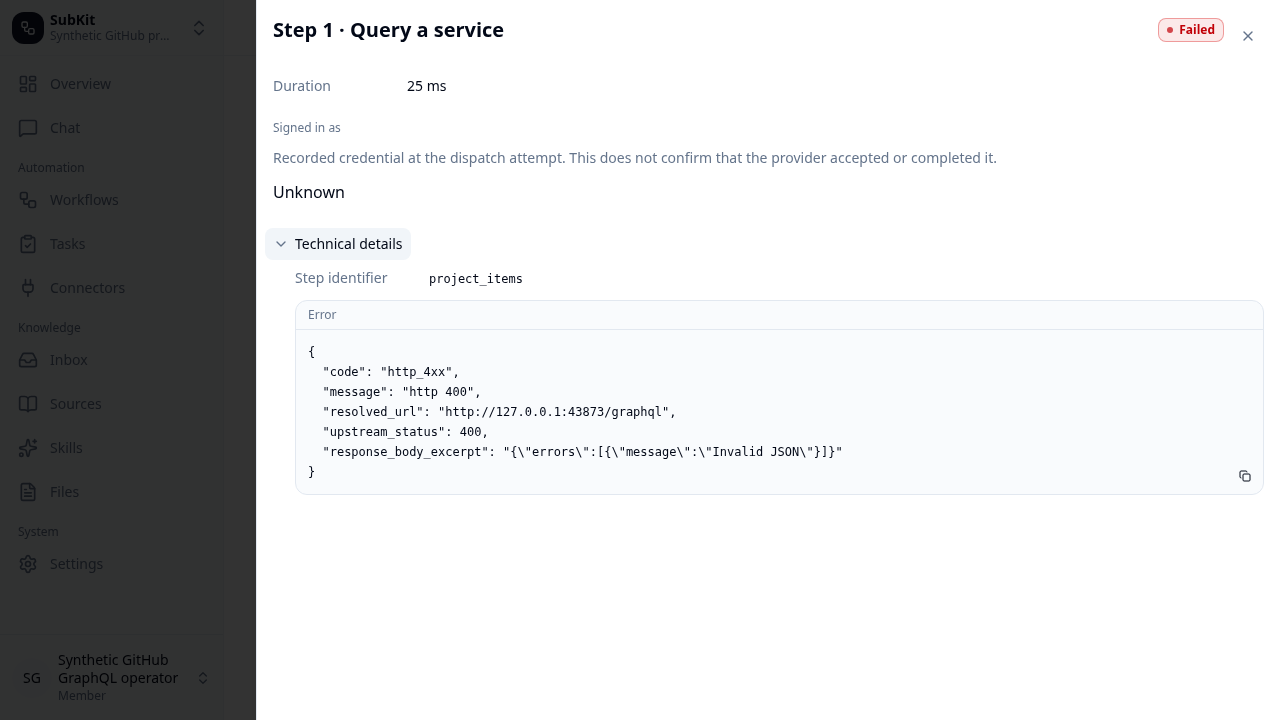 SubKit
Synthetic GitHub pr...
Overview
Chat
Automation
Workflows
Tasks
Connectors
Knowledge
Inbox
Sources
Skills
Files
System
Settings
SG
Synthetic GitHub
GraphQL operator
Member
Step 1 · Query a service
Failed
Duration
25 ms
Signed in as
Recorded credential at the dispatch attempt. This does not confirm that the provider accepted or completed it.
Unknown
Technical details
Step identifier
project_items
Error
{
  "code": "http_4xx",
  "message": "http 400",
  "resolved_url": "http://127.0.0.1:43873/graphql",
  "upstream_status": 400,
  "response_body_excerpt": "{\"errors\":[{\"message\":\"Invalid JSON\"}]}"
}